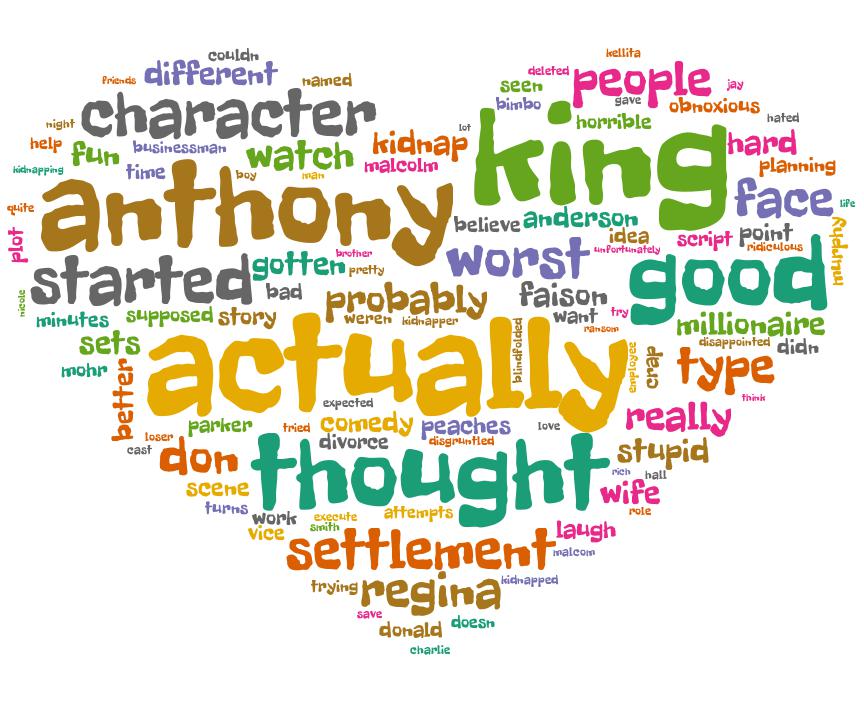 couldn
kellita
friends
different
named
deleted
people
jay
seen
bimbo
gave
obnoxious
character
night
hated
horrible
help
businessman
kidnap
lot
king
hard
fun
watch
malcolm
planning
kidnapping
time
boy
man
anthony
face
life
quite
believe
anderson
idea
script
point
murphy
plot
brother
worst
unfortunately
ridiculous
started
gotten
pretty
good
bad
probably
faison
nicole
minutes
supposed
story
weren
kidnapper
want
try
millionaire
ransom
sets
actually
blindfolded
disappointed
didn
mohr
employee
crap
type
better
expected
think
parker
tried
comedy
peaches
love
really
loser
divorce
disgruntled
cast
don
thought
stupid
rich
hall
scene
wife
turns
work
execute
attempts
role
vice
smith
laugh
settlement
malcom
trying
regina
kidnapped
save
donald
doesn
charlie